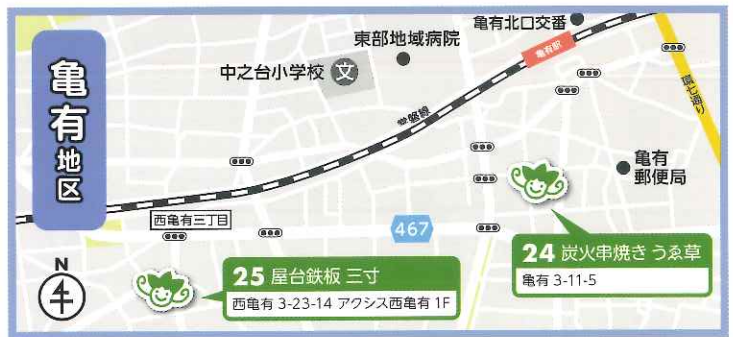 亀有地区
亀有北口交番
東部地域病院
亀有駅
中之台小学校
文
常磐線
環七通り
亀有
郵便局
西亀有三丁目
467
24 炭火串焼き うゑ草
亀有 3-11-5
25 屋台鉄板 三寸
西亀有 3-23-14 アクシス西亀有 1F
N